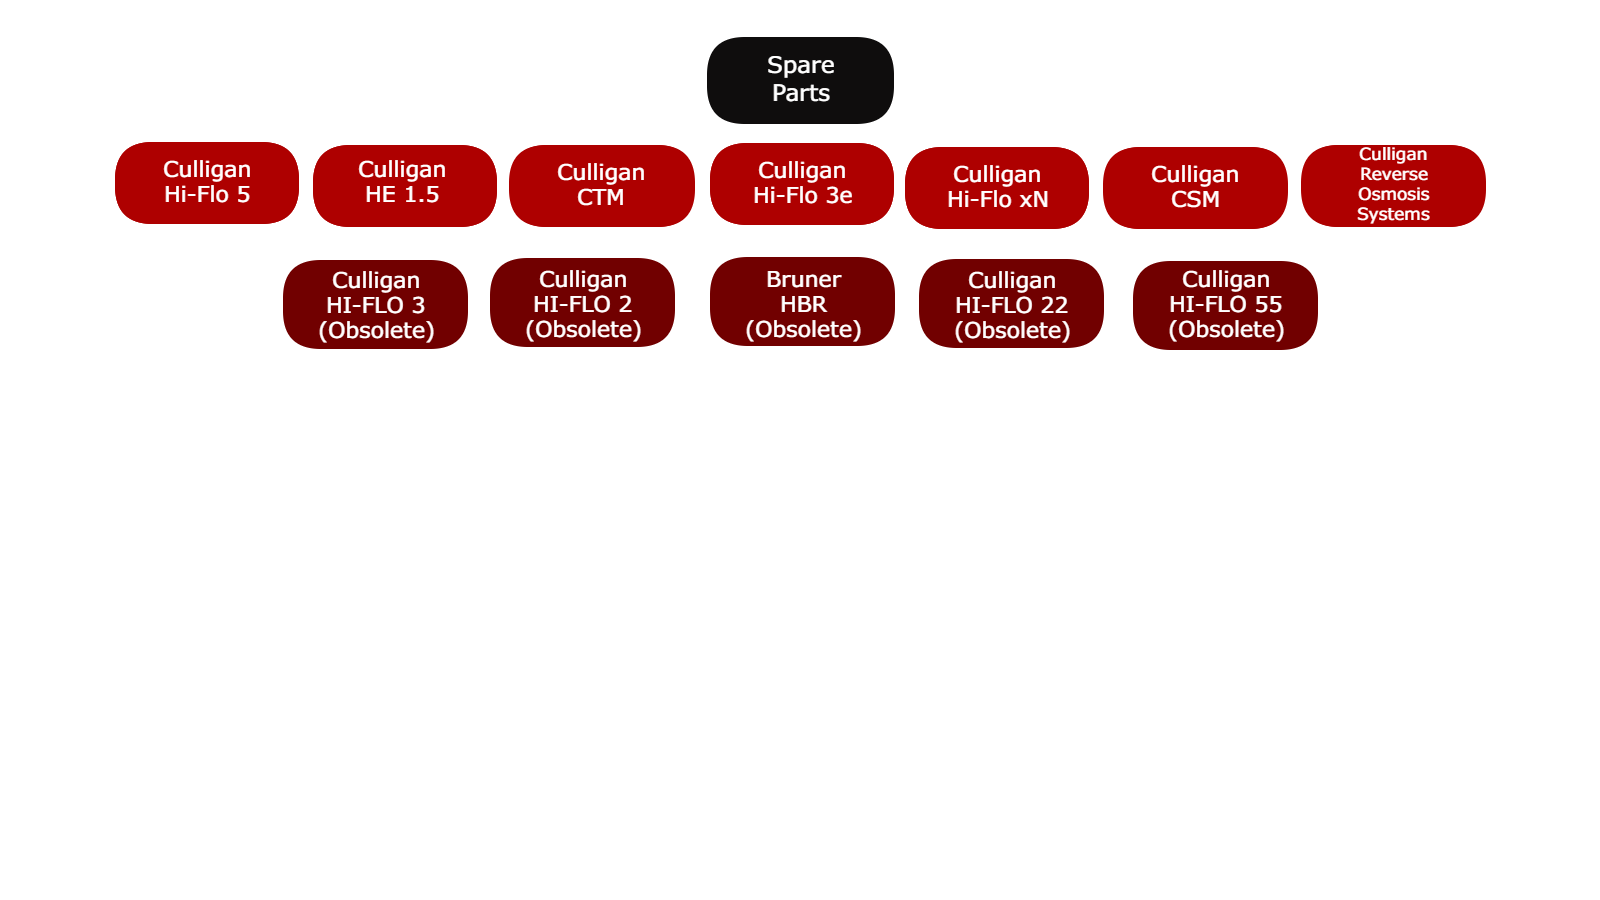 Spare
Parts
Culligan
Hi-Flo 5
Culligan
HE 1.5
Culligan
CTM
Culligan
Hi-Flo 3e
Culligan
Hi-Flo xN
Culligan
CSM
Culligan
Reverse
Osmosis
Systems
Culligan
HI-FLO 3
(Obsolete)
Culligan
HI-FLO 2
(Obsolete)
Bruner
HBR
(Obsolete)
Culligan
HI-FLO 22
(Obsolete)
Culligan
HI-FLO 55
(Obsolete)